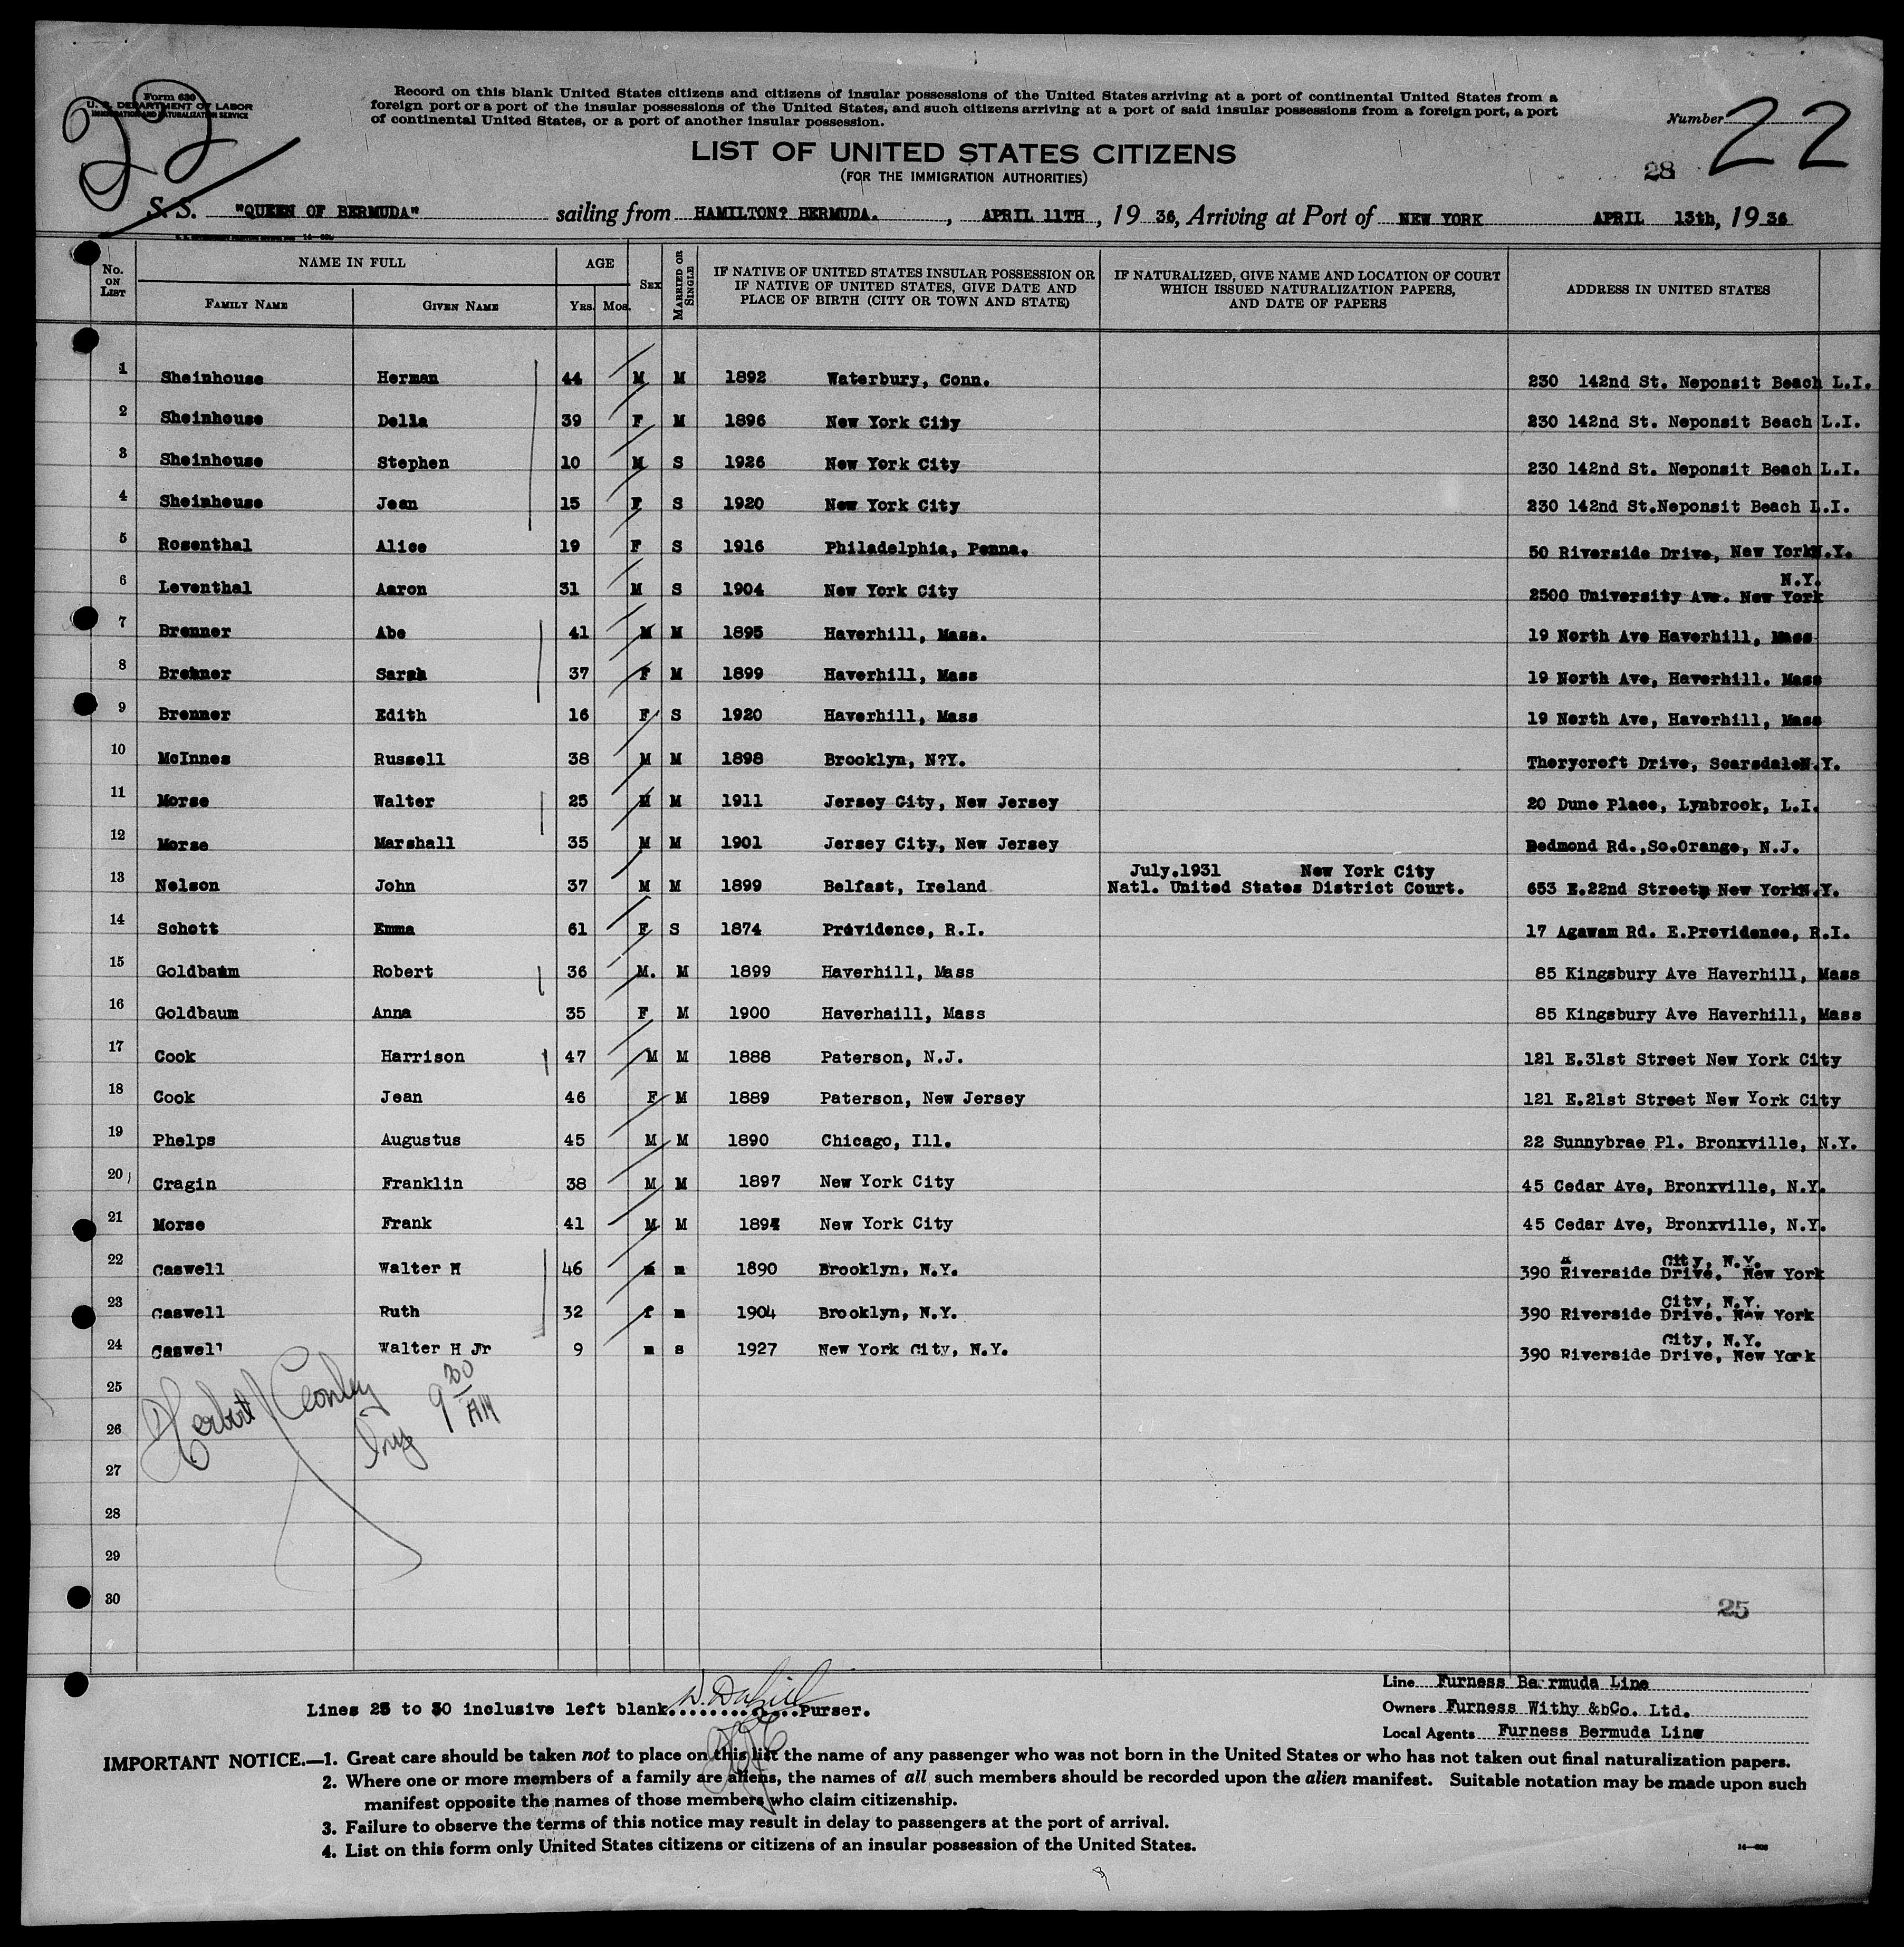 Form 630
U. S. DEPARTMENT OF LABOR
IMMIGRATION AND NATURALIZATION SERVICE
22
Record on this blank United States citizens and citizens of insular possessions of the United States arriving at a port of continental United States from a
foreign port or a port of the insular possessions of the United States, and such citizens arriving at a port of said insular possessions from a foreign port, a port
of continental United States, or a port of another insular possession.
Number 22
LIST OF UNITED STATES CITIZENS
(FOR THE IMMIGRATION AUTHORITIES)
28
S. S. "QUEEN OF BERMUDA" sailing from HAMILTON? BERMUDA. , APRIL 11TH , 19 36, Arriving at Port of NEW YORK APRIL 13th, 19 36
No. ON LIST NAME IN FULL AGE SEX MARRIED OR SINGLE IF NATIVE OF UNITED STATES INSULAR POSSESSION OR IF NATIVE OF UNITED STATES, GIVE DATE AND PLACE OF BIRTH (CITY OR TOWN AND STATE) IF NATURALIZED, GIVE NAME AND LOCATION OF COURT WHICH ISSUED NATURALIZATION PAPERS, AND DATE OF PAPERS ADDRESS IN UNITED STATES
FAMILY NAME GIVEN NAME YRS. MOS.
1 Sheinhouse Herman 44 M M 1892 Waterbury, Conn. 230 142nd St. Neponsit Beach L.I.
2 Sheinhouse Della 39 F M 1896 New York City 230 142nd St. Neponsit Beach L.I.
3 Sheinhouse Stephen 10 M S 1926 New York City 230 142nd St. Neponsit Beach L.I.
4 Sheinhouse Jean 15 F S 1920 New York City 230 142nd St.Neponsit Beach L.I.
5 Rosenthal Alice 19 F S 1916 Philadelphia, Penna. 50 Riverside Drive, New York N.Y.
6 Leventhal Aaron 31 M S 1904 New York City 2500 University Ave. New York N.Y.
7 Brenner Abe 41 M M 1895 Haverhill, Mass. 19 North Ave Haverhill, Mass
8 Brenner Sarah 37 F M 1899 Haverhill, Mass 19 North Ave, Haverhill. Mass
9 Brenner Edith 16 F S 1920 Haverhill, Mass 19 North Ave, Haverhill, Mass
10 McInnes Russell 38 M M 1898 Brooklyn, N?Y. Thorycroft Drive, Scarsdale N.Y.
11 Morse Walter 25 M M 1911 Jersey City, New Jersey 20 Dune Place, Lynbrook, L.I.
12 Morse Marshall 35 M M 1901 Jersey City, New Jersey Redmond Rd.,So.Orange, N.J.
13 Nelson John 37 M M 1899 Belfast, Ireland July.1931 New York City Natl. United States District Court. 653 E.22nd Street, New York N.Y.
14 Schott Emma 61 F S 1874 Providence, R.I. 17 Agawam Rd. E.Providence, R.I.
15 Goldbaum Robert 36 M. M 1899 Haverhill, Mass 85 Kingsbury Ave Haverhill, Mass
16 Goldbaum Anna 35 F M 1900 Haverhaill, Mass 85 Kingsbury Ave Haverhill, Mass
17 Cook Harrison 47 M M 1888 Paterson, N.J. 121 E.31st Street New York City
18 Cook Jean 46 F M 1889 Paterson, New Jersey 121 E.21st Street New York City
19 Phelps Augustus 45 M M 1890 Chicago, Ill. 22 Sunnybrae Pl. Bronxville, N.Y.
20 Cragin Franklin 38 M M 1897 New York City 45 Cedar Ave, Bronxville, N.Y.
21 Morse Frank 41 M M 1894 New York City 45 Cedar Ave, Bronxville, N.Y.
22 Caswell Walter H 46 m m 1890 Brooklyn, N.Y. 390 Riverside Drive. New York City, N.Y.
23 Caswell Ruth 32 f m 1904 Brooklyn, N.Y. 390 Riverside Drive. New York City, N.Y.
24 Caswell Walter H Jr 9 m s 1927 New York City, N.Y. 390 Riverside Drive, New York City, N.Y.
25
26
27
28
29
30
Herbert
9 30 AM
25
Lines 25 to 30 inclusive left blank.............Purser.
Line Furness Bermuda Line
Owners Furness Withy &bCo. Ltd.
Local Agents Furness Bermuda Line
IMPORTANT NOTICE.—1. Great care should be taken not to place on this list the name of any passenger who was not born in the United States or who has not taken out final naturalization papers.
2. Where one or more members of a family are aliens, the names of all such members should be recorded upon the alien manifest. Suitable notation may be made upon such
manifest opposite the names of those members who claim citizenship.
3. Failure to observe the terms of this notice may result in delay to passengers at the port of arrival.
4. List on this form only United States citizens or citizens of an insular possession of the United States.